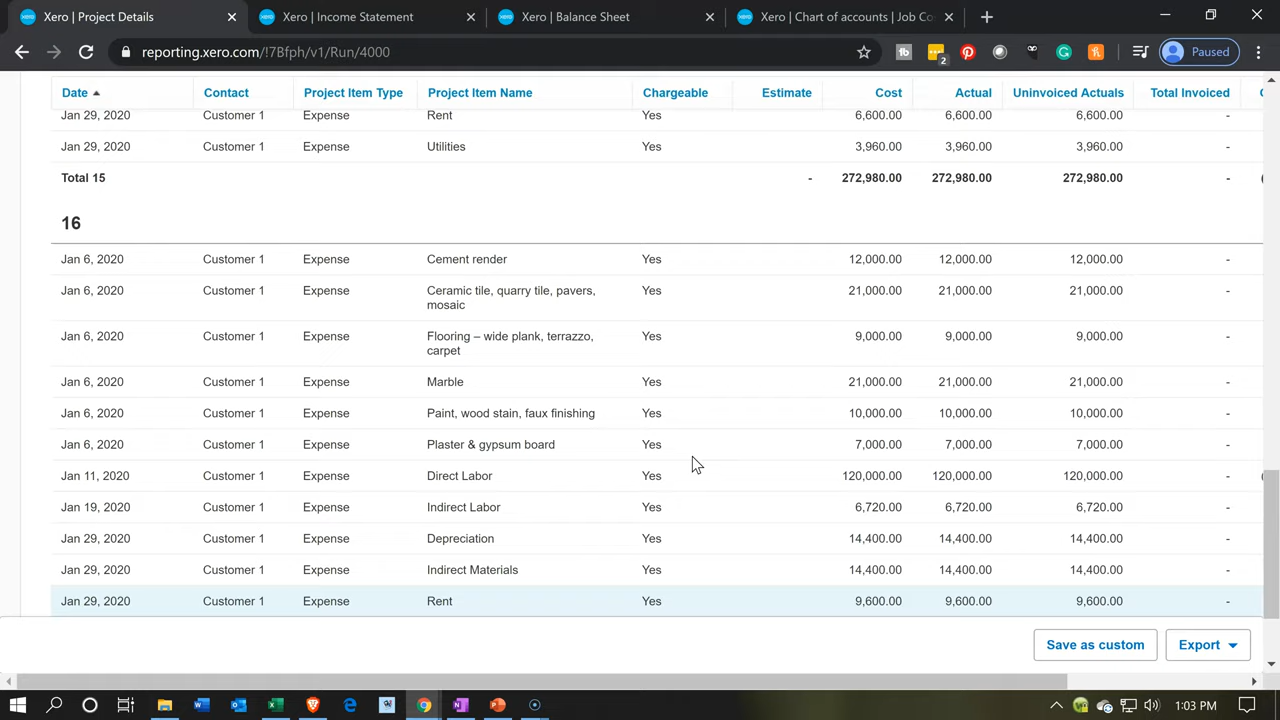 Xero | Project Details
Xero | Income Statement
Xero | Balance Sheet
Xero | Chart of accounts | Job Co
reporting.xero.com/!7Bfph/v1/Run/4000
2
Paused
Date Contact Project Item Type Project Item Name Chargeable Estimate Cost Actual Uninvoiced Actuals Total Invoiced
Jan 29, 2020 Customer 1 Expense Rent Yes 6,600.00 6,600.00 6,600.00 -
Jan 29, 2020 Customer 1 Expense Utilities Yes 3,960.00 3,960.00 3,960.00 -
Total 15 - 272,980.00 272,980.00 272,980.00 - (
16
Jan 6, 2020 Customer 1 Expense Cement render Yes 12,000.00 12,000.00 12,000.00 -
Jan 6, 2020 Customer 1 Expense Ceramic tile, quarry tile, pavers, Yes 21,000.00 21,000.00 21,000.00 -
mosaic
Jan 6, 2020 Customer 1 Expense Flooring – wide plank, terrazzo, Yes 9,000.00 9,000.00 9,000.00 -
carpet
Jan 6, 2020 Customer 1 Expense Marble Yes 21,000.00 21,000.00 21,000.00 -
Jan 6, 2020 Customer 1 Expense Paint, wood stain, faux finishing Yes 10,000.00 10,000.00 10,000.00 -
Jan 6, 2020 Customer 1 Expense Plaster & gypsum board Yes 7,000.00 7,000.00 7,000.00 -
Jan 11, 2020 Customer 1 Expense Direct Labor Yes 120,000.00 120,000.00 120,000.00 - (
Jan 19, 2020 Customer 1 Expense Indirect Labor Yes 6,720.00 6,720.00 6,720.00 -
Jan 29, 2020 Customer 1 Expense Depreciation Yes 14,400.00 14,400.00 14,400.00 -
Jan 29, 2020 Customer 1 Expense Indirect Materials Yes 14,400.00 14,400.00 14,400.00 -
Jan 29, 2020 Customer 1 Expense Rent Yes 9,600.00 9,600.00 9,600.00 -
Save as custom
Export
1:03 PM